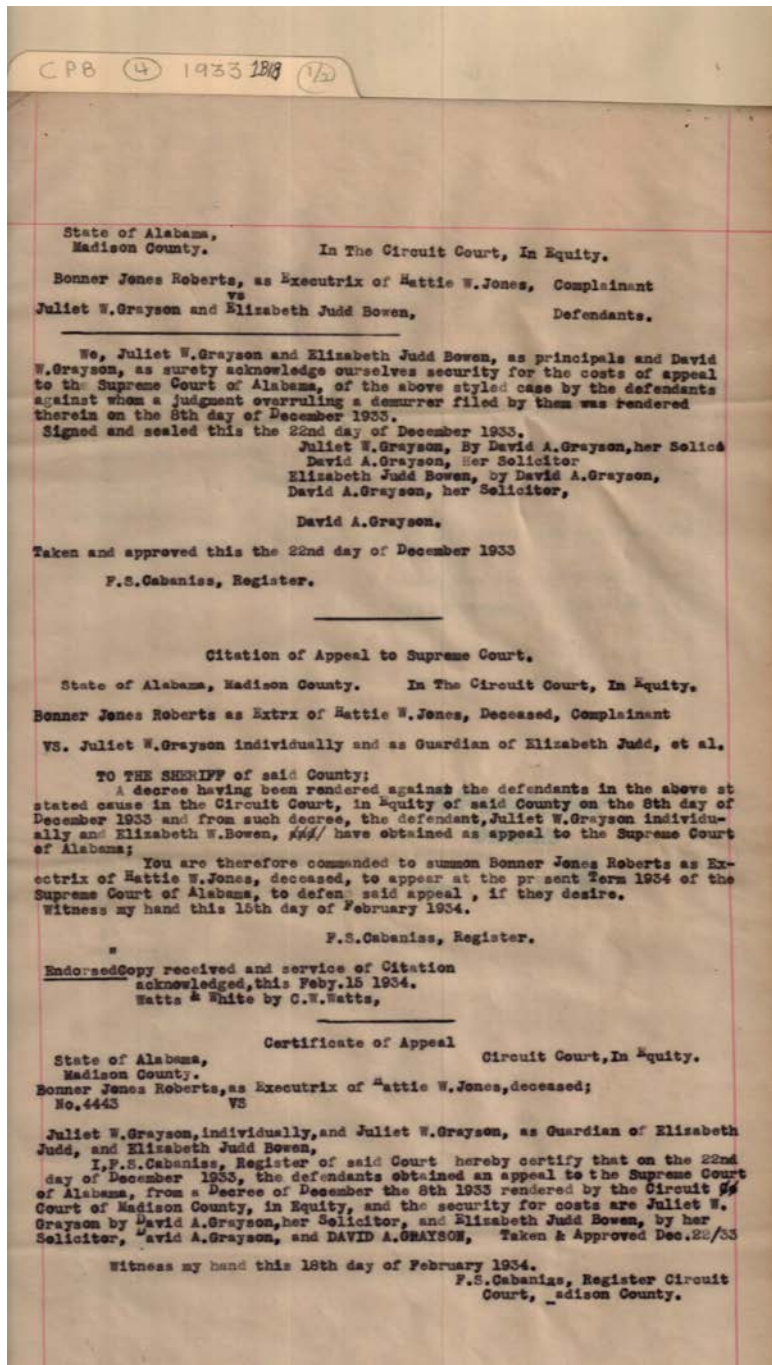 CPB 4 1933 1818 1/2
State of Alabama,
Madison County. In The Circuit Court, In Equity.
Bonner Jones Roberts, as Executrix of Hattie W.Jones, Complainant
vs
Juliet W.Grayson and Elizabeth Judd Bowen, Defendants.
We, Juliet W.Grayson and Elizabeth Judd Bowen, as principals and David
W.Grayson, as surety acknowledge ourselves security for the costs of appeal
to the Supreme Court of Alabama, of the above styled case by the defendants
against whom a judgment overruling a demurrer filed by them was rendered
therein on the 8th day of December 1933.
Signed and sealed this the 22nd day of December 1933.
Juliet W.Grayson, By David A.Grayson,her Solic
David A.Grayson, Her Solicitor
Elizabeth Judd Bowen, by David A.Grayson,
David A.Grayson, her Solicitor,
David A.Grayson.
Taken and approved this the 22nd day of December 1933
F.S.Cabaniss, Register.
Citation of Appeal to Supreme Court.
State of Alabama, Madison County. In The Circuit Court, In Equity.
Bonner Jones Roberts as Extrx of Hattie W.Jones, Deceased, Complainant
VS. Juliet W.Grayson individually and as Guardian of Elizabeth Judd, et al.
TO THE SHERIFF of said County;
A decree having been rendered against the defendants in the above st
stated cause in the Circuit Court, in Equity of said County on the 8th day of
December 1933 and from such decree, the defendant,Juliet W.Grayson individu-
ally and Elizabeth W.Bowen, have obtained as appeal to the Supreme Court
of Alabama;
You are therefore commanded to summon Bonner Jones Roberts as Ex-
ectrix of Hattie W.Jones, deceased, to appear at the pr sent Term 1934 of the
Supreme Court of Alabama, to defend said appeal , if they desire.
Witness my hand this 15th day of February 1934.
F.S.Cabaniss, Register.
"
EndorsedCopy received and service of Citation
acknowledged,this Feby.15 1934.
Watts & White by C.W.Watts,
Certificate of Appeal
State of Alabama, Circuit Court,In Equity.
Madison County.
Bonner Jones Roberts,as Executrix of Hattie W.Jones,deceased;
No.4443 VS
Juliet W.Grayson,individually,and Juliet W.Grayson, as Guardian of Elizabeth
Judd, and Elizabeth Judd Bowen,
I,F.S.Cabaniss, Register of said Court hereby certify that on the 22nd
day of December 1933, the defendants obtained an appeal to the Supreme Court
of Alabama, from a Decree of December the 8th 1933 rendered by the Circuit
Court of Madison County, in Equity, and the security for costs are Juliet W.
Grayson by David A.Grayson,her Solicitor, and Elizabeth Judd Bowen, by her
Solicitor, David A.Grayson, and DAVID A.GRAYSON, Taken & Approved Dec.22/33
Witness my hand this 18th day of February 1934.
F.S.Cabaniss, Register Circuit
Court, _adison County.